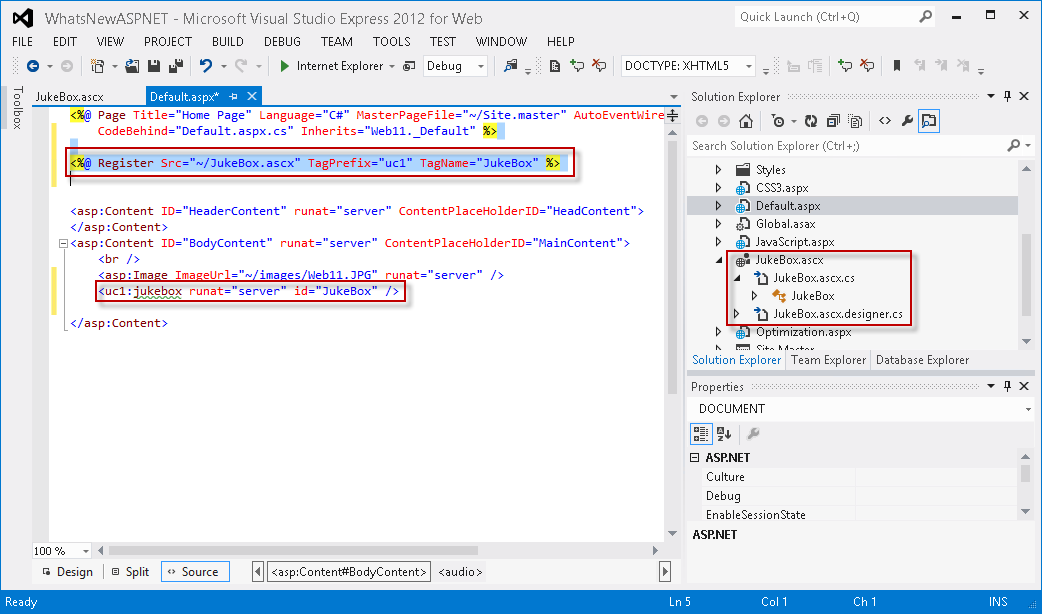 WhatsNewASPNET - Microsoft Visual Studio Express 2012 for Web
Quick Launch (Ctrl+Q)
FILE EDIT VIEW PROJECT BUILD DEBUG TEAM TOOLS TEST WINDOW HELP
Internet Explorer Debug DOCTYPE: XHTML5
Toolbox
JukeBox.ascx Default.aspx*
<%@ Page Title="Home Page" Language="C#" MasterPageFile="~/Site.master" AutoEventWire
CodeBehind="Default.aspx.cs" Inherits="Web11._Default" %>
<%@ Register Src="~/JukeBox.ascx" TagPrefix="uc1" TagName="JukeBox" %>
<asp:Content ID="HeaderContent" runat="server" ContentPlaceHolderID="HeadContent">
</asp:Content>
<asp:Content ID="BodyContent" runat="server" ContentPlaceHolderID="MainContent">
<br />
<asp:Image ImageUrl="~/images/Web11.JPG" runat="server" />
<uc1:jukebox runat="server" id="JukeBox" />
</asp:Content>
100 %
Design Split Source <asp:Content#BodyContent> <audio>
Solution Explorer
Search Solution Explorer (Ctrl+;)
Styles
CSS3.aspx
Default.aspx
Global.asax
JavaScript.aspx
JukeBox.ascx
JukeBox.ascx.cs
JukeBox
JukeBox.ascx.designer.cs
Optimization.aspx
Site.Master
Solution Explorer Team Explorer Database Explorer
Properties
DOCUMENT
ASP.NET
Culture
Debug
EnableSessionState
ASP.NET
Ready Ln 5 Col 1 Ch 1 INS